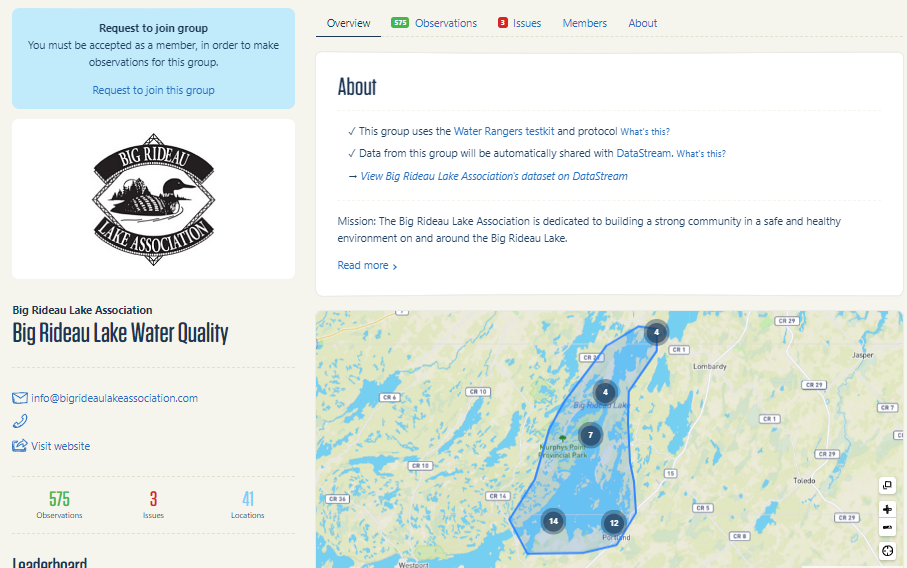 Request to join group
You must be accepted as a member, in order to make
observations for this group.
Request to join this group
BIG RIDEAU
LAKE ASSOCIATION
Big Rideau Lake Association
Big Rideau Lake Water Quality
info@bigrideaulakeassociation.com
Visit website
575 3 41
Observations Issues Locations
Leaderboard
Overview 575 Observations 3 Issues Members About
About
✓ This group uses the Water Rangers testkit and protocol What's this?
✓ Data from this group will be automatically shared with DataStream. What's this?
→ View Big Rideau Lake Association's dataset on DataStream
Mission: The Big Rideau Lake Association is dedicated to building a strong community in a safe and healthy
environment on and around the Big Rideau Lake.
Read more ›
CR 29
4
CR 1
Jasper
CR 21
Lombardy
CR 29
CR 6
CR 10
4
Big Rideau Lake
CR 7
CR 1
7
Murphys Point
Provincial Park
CR 29
CR 10
15
Toledo
CR 36
CR 14
CR 5
14
12
CR 29
Portland
CR 8
Westport